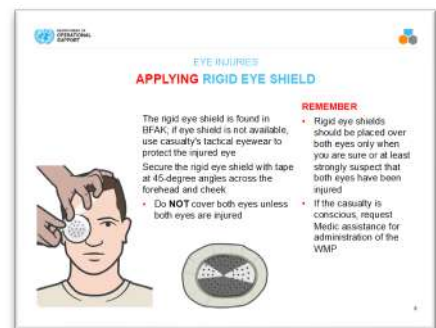 DEPARTMENT OF
OPERATIONAL
SUPPORT
EYE INJURIES
APPLYING RIGID EYE SHIELD
The rigid eye shield is found in
BFAK; if eye shield is not available,
use casualty's tactical eyewear to
protect the injured eye
Secure the rigid eye shield with tape
at 45-degree angles across the
forehead and cheek
• Do NOT cover both eyes unless
both eyes are injured
REMEMBER
• Rigid eye shields
should be placed over
both eyes only when
you are sure or at least
strongly suspect that
both eyes have been
injured
• If the casualty is
conscious, request
Medic assistance for
administration of the
WMP